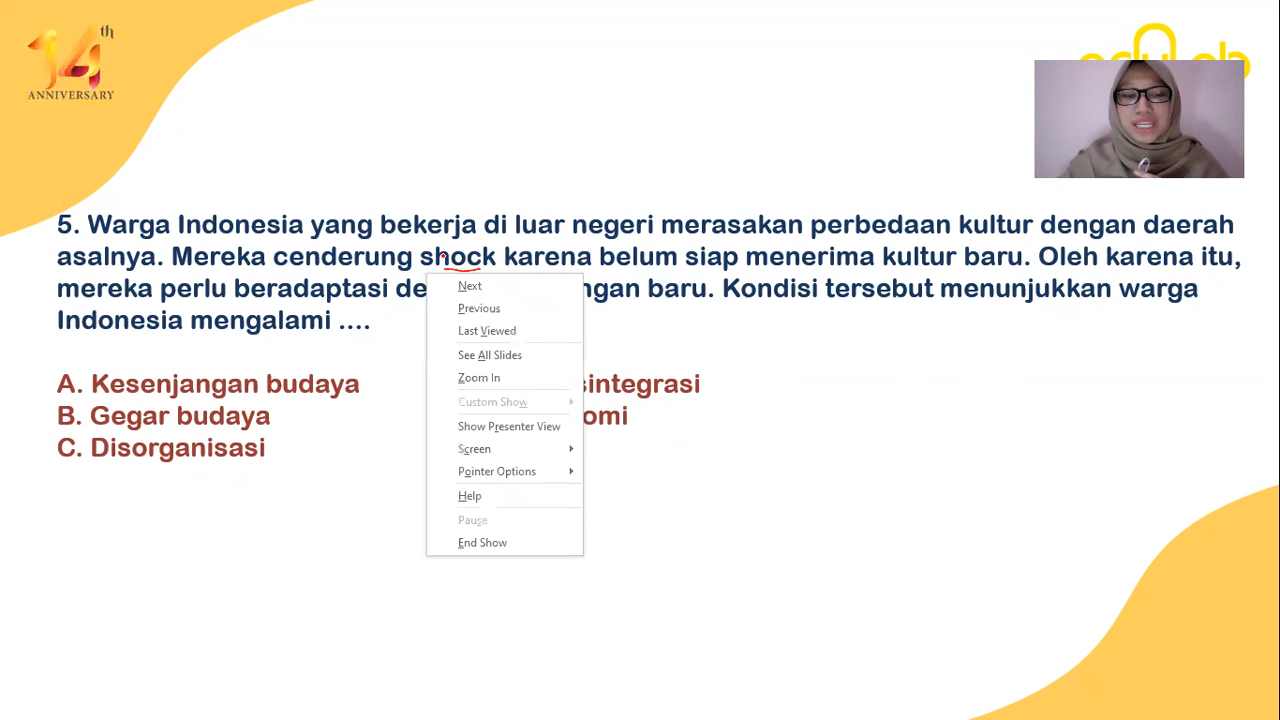 14th
ANNIVERSARY
5. Warga Indonesia yang bekerja di luar negeri merasakan perbedaan kultur dengan daerah
asalnya. Mereka cenderung shock karena belum siap menerima kultur baru. Oleh karena itu,
mereka perlu beradaptasi de ngan baru. Kondisi tersebut menunjukkan warga
Indonesia mengalami ....
A. Kesenjangan budaya
B. Gegar budaya
C. Disorganisasi
sintegrasi
omi
Next
Previous
Last Viewed
See All Slides
Zoom In
Custom Show
Show Presenter View
Screen
Pointer Options
Help
Pause
End Show